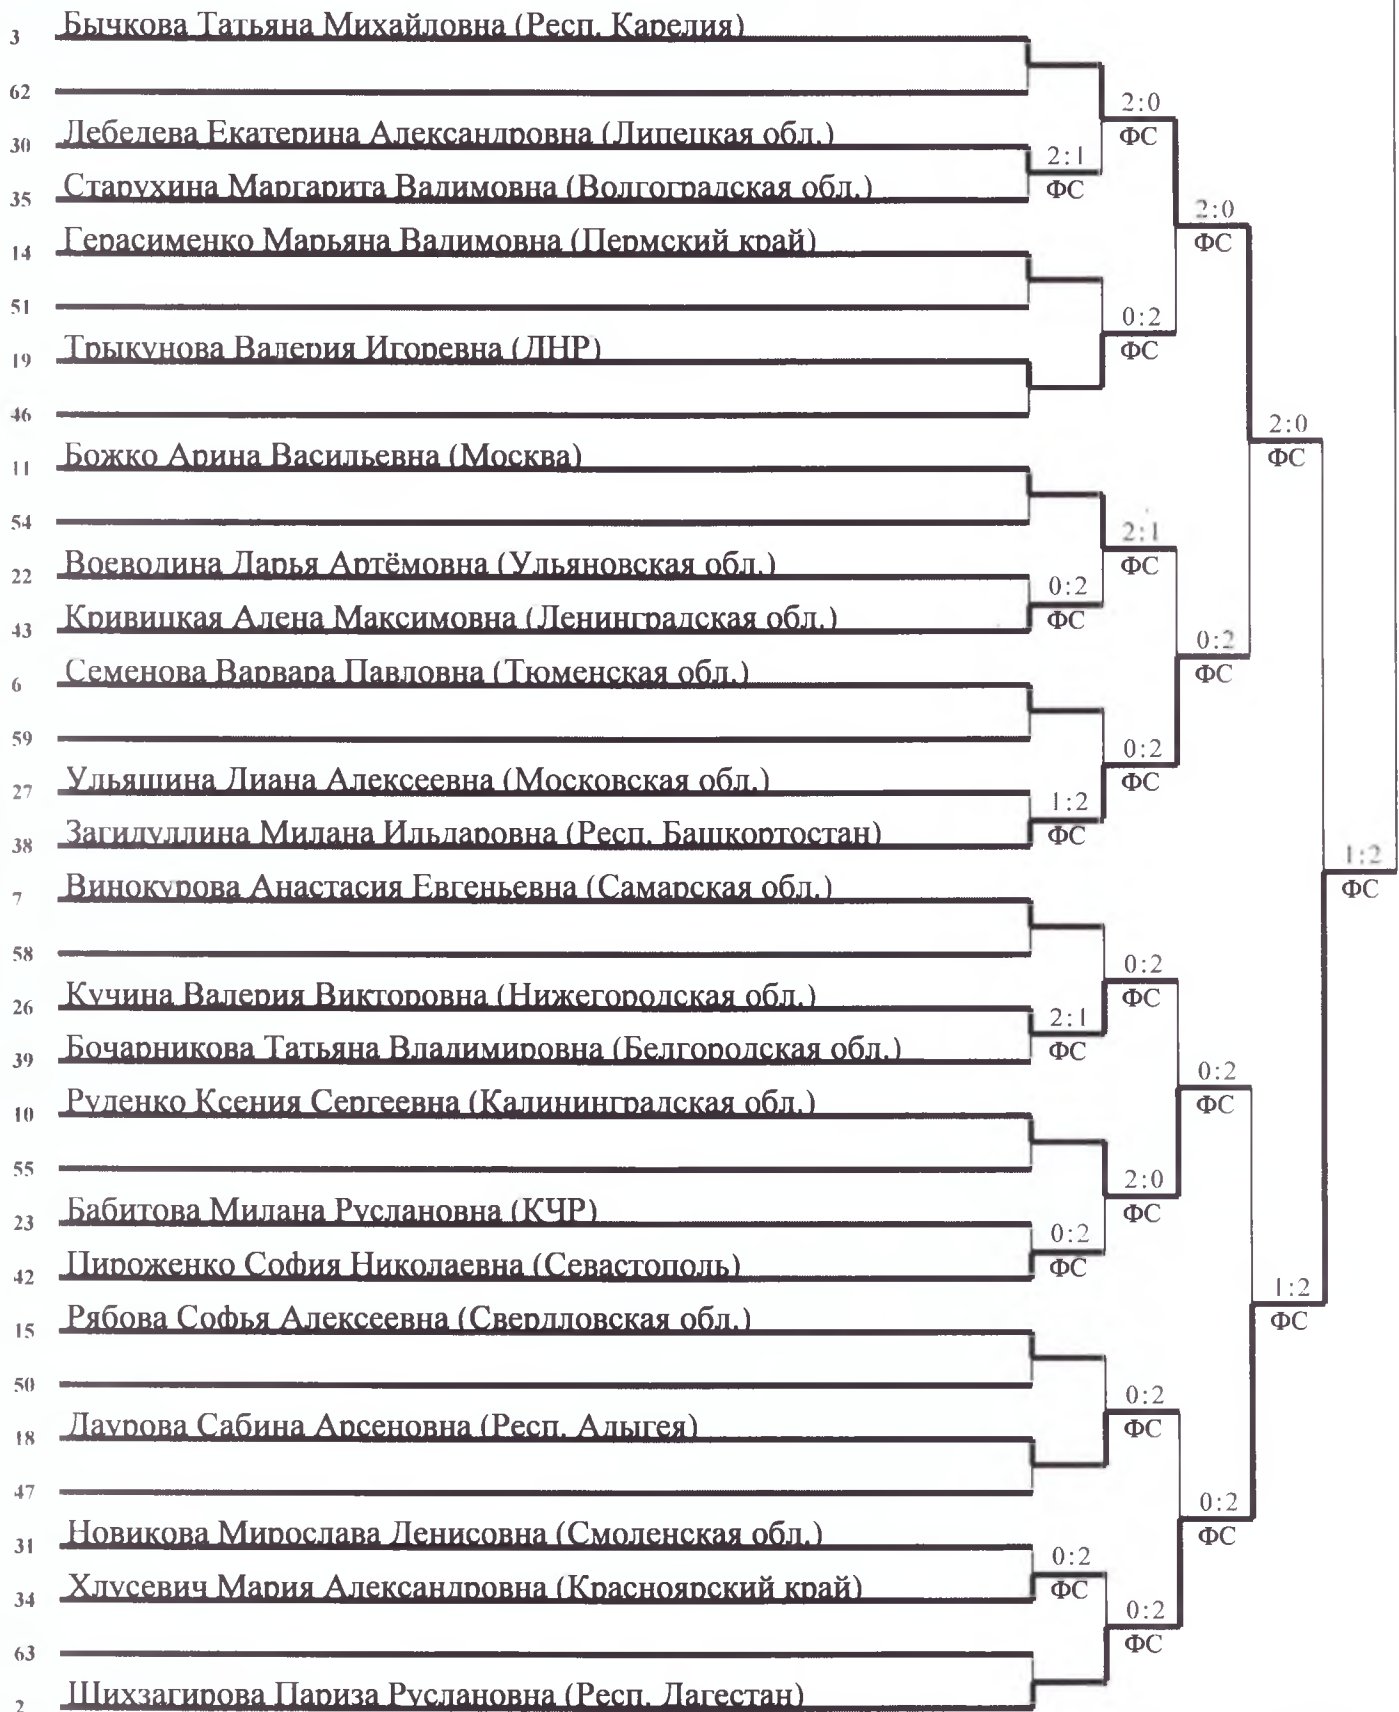 3 Бычкова Татьяна Михайловна (Респ. Карелия)
62
2:0
ФС
30 Лебедева Екатерина Александровна (Липецкая обл.)
2:1
ФС
35 Старухина Маргарита Вадимовна (Волгоградская обл.)
2:0
ФС
14 Герасименко Марьяна Вадимовна (Пермский край)
51
0:2
ФС
19 Трыкунова Валерия Игоревна (ЛНР)
46
2:0
ФС
11 Божко Арина Васильевна (Москва)
54
2:1
ФС
22 Воеводина Дарья Артёмовна (Ульяновская обл.)
0:2
ФС
43 Кривицкая Алена Максимовна (Ленинградская обл.)
0:2
ФС
6 Семенова Варвара Павловна (Тюменская обл.)
59
0:2
ФС
27 Ульяшина Лиана Алексеевна (Московская обл.)
1:2
ФС
38 Загидуллина Милана Ильдаровна (Респ. Башкортостан)
1:2
ФС
7 Винокурова Анастасия Евгеньевна (Самарская обл.)
58
0:2
ФС
26 Кучина Валерия Викторовна (Нижегородская обл.)
2:1
ФС
39 Бочарникова Татьяна Владимировна (Белгородская обл.)
0:2
ФС
10 Руденко Ксения Сергеевна (Калининградская обл.)
55
2:0
ФС
23 Бабитова Милана Руслановна (КЧР)
0:2
ФС
42 Пироженко София Николаевна (Севастополь)
1:2
ФС
15 Рябова Софья Алексеевна (Свердловская обл.)
50
0:2
ФС
18 Даурова Сабина Арсеновна (Респ. Адыгея)
47
0:2
ФС
31 Новикова Мирослава Денисовна (Смоленская обл.)
0:2
ФС
34 Хлусевич Мария Александровна (Красноярский край)
0:2
ФС
63
2 Шихзагирова Париза Руслановна (Респ. Дагестан)